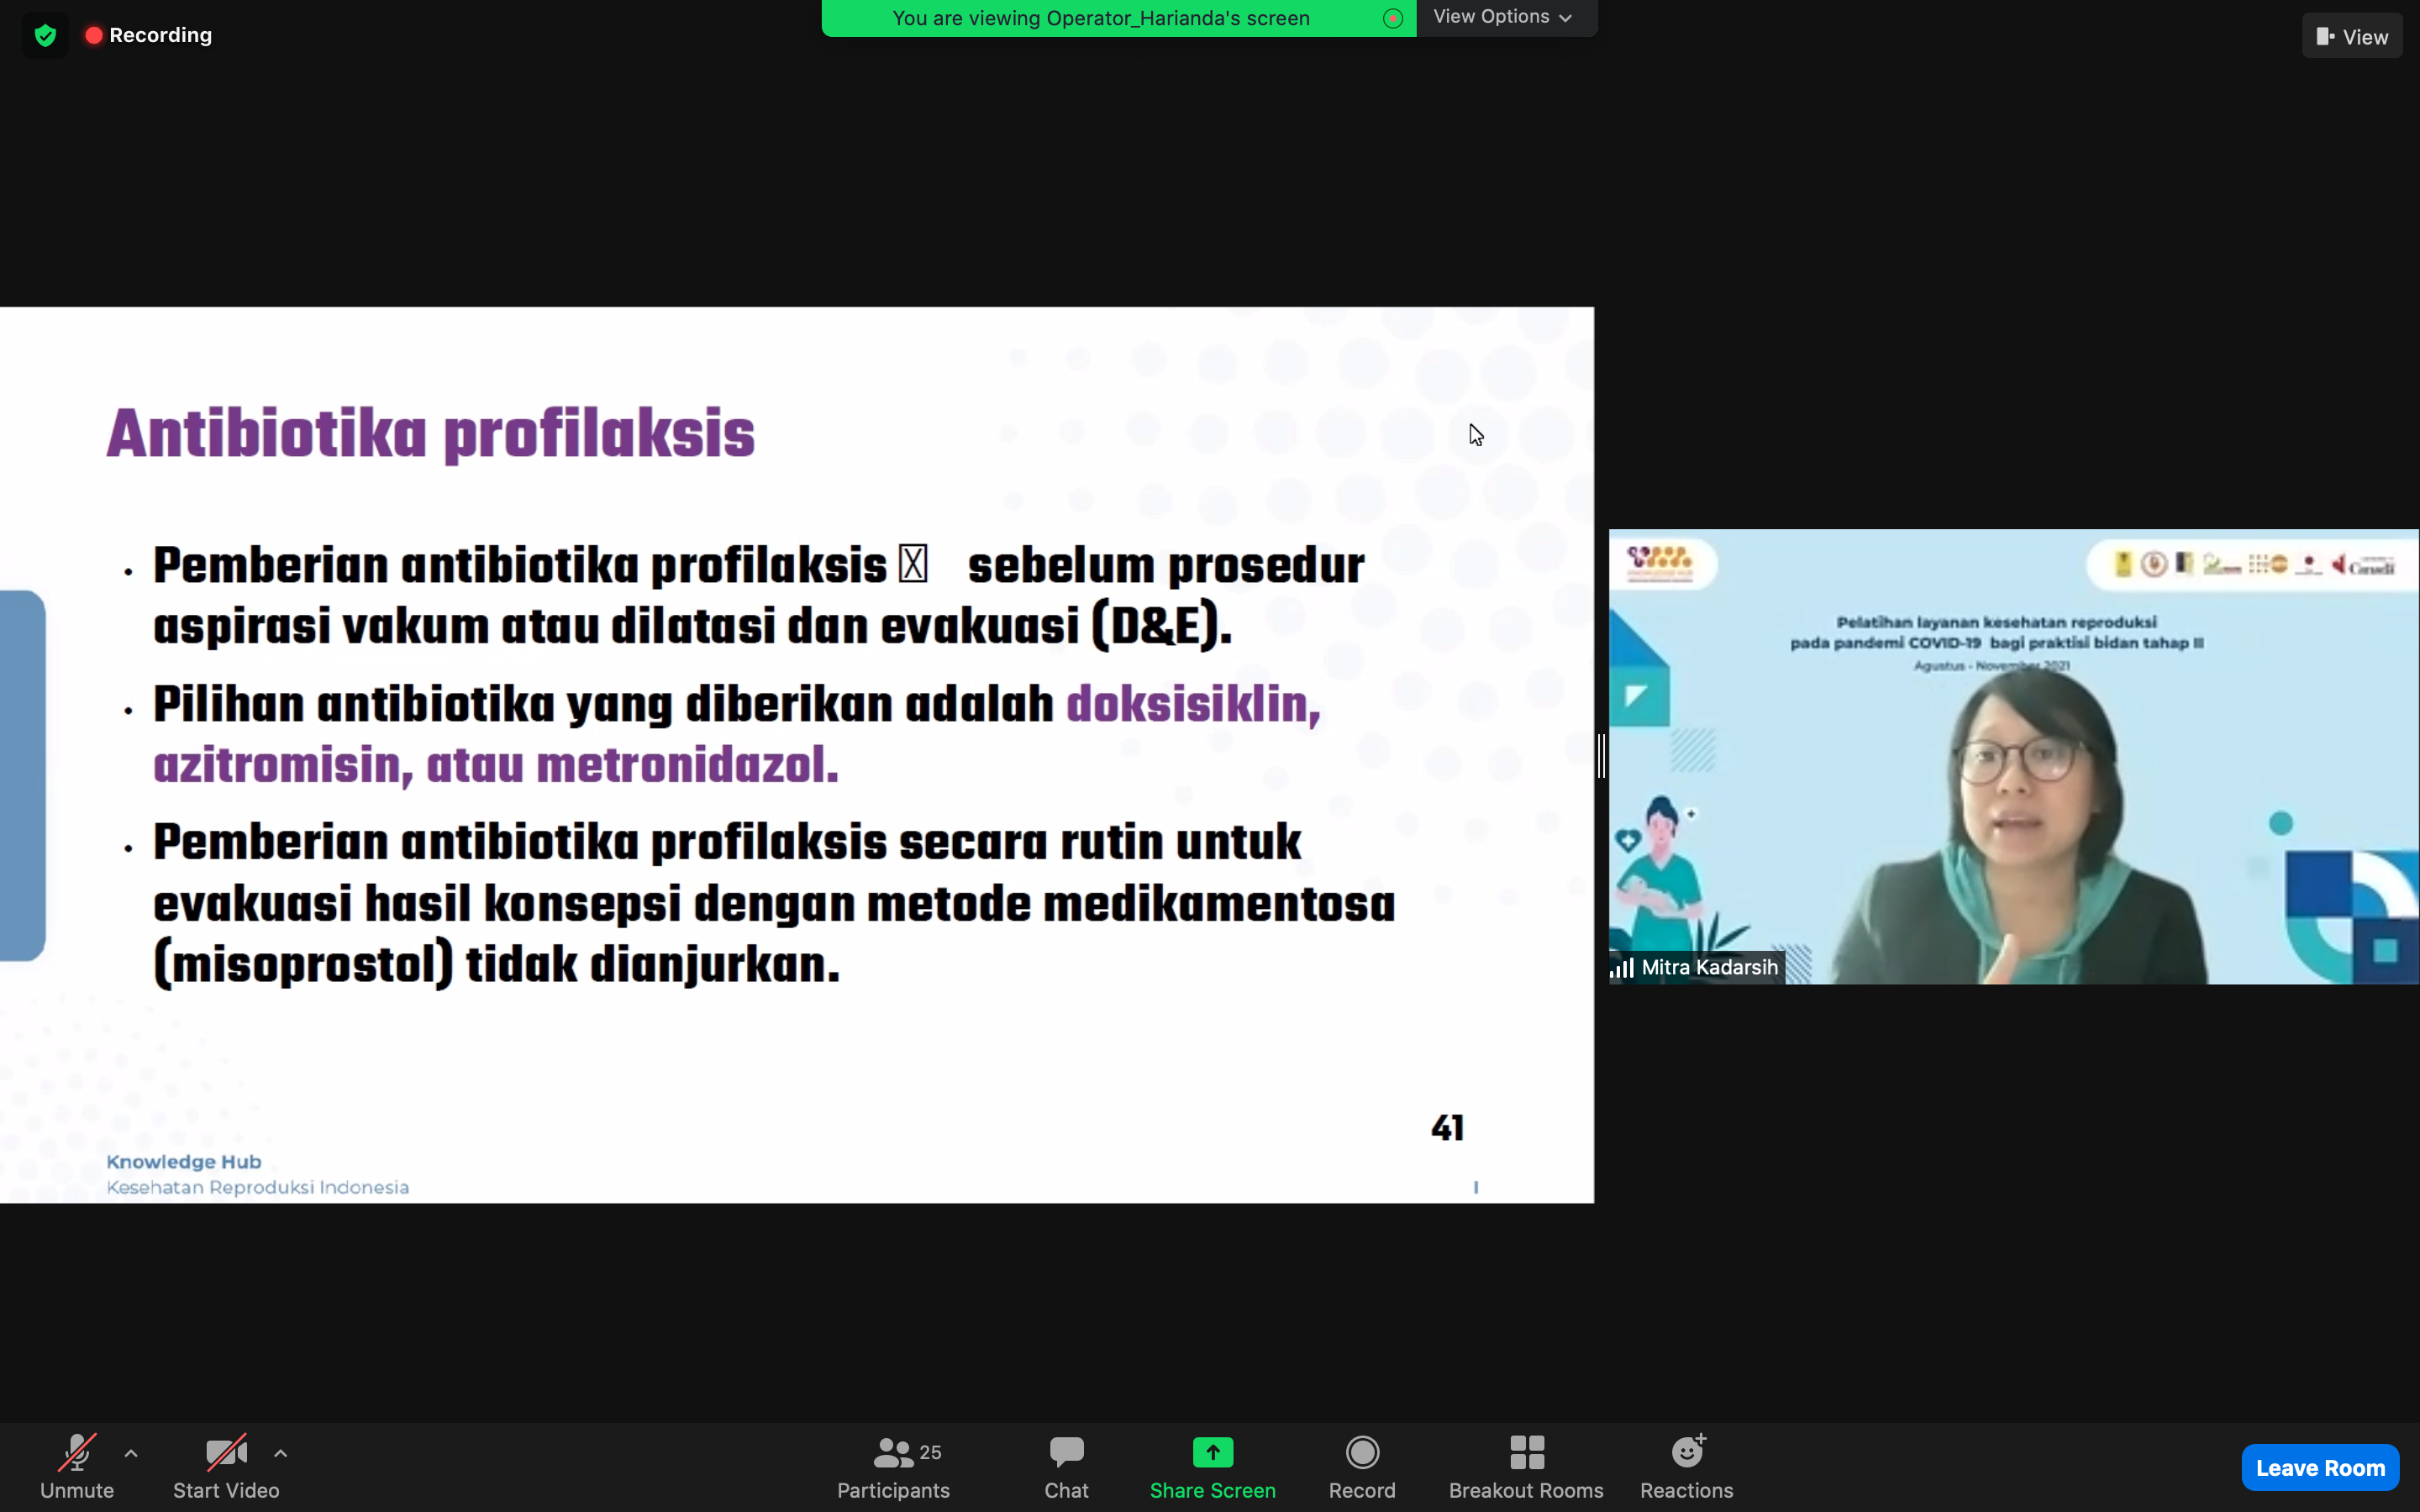 Recording
You are viewing Operator_Harianda's screen
View Options
View
Antibiotika profilaksis
• Pemberian antibiotika profilaksis sebelum prosedur
aspirasi vakum atau dilatasi dan evakuasi (D&E).
• Pilihan antibiotika yang diberikan adalah doksisiklin,
azitromisin, atau metronidazol.
• Pemberian antibiotika profilaksis secara rutin untuk
evakuasi hasil konsepsi dengan metode medikamentosa
(misoprostol) tidak dianjurkan.
41
Knowledge Hub
Kesehatan Reproduksi Indonesia
Pelatihan layanan kesehatan reproduksi
pada pandemi COVID-19 bagi praktisi bidan tahap II
Agustus - November 2021
Canada
Mitra Kadarsih
Unmute
Start Video
25
Participants
Chat
Share Screen
Record
Breakout Rooms
Reactions
Leave Room